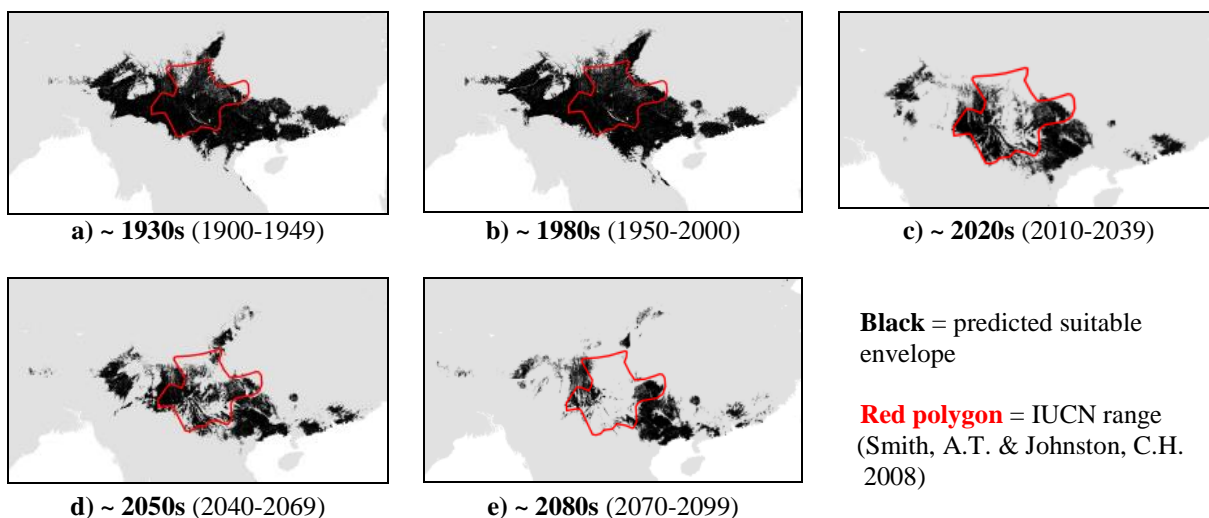 a) ~ 1930s (1900-1949)
b) ~ 1980s (1950-2000)
c) ~ 2020s (2010-2039)
d) ~ 2050s (2040-2069)
e) ~ 2080s (2070-2099)
Black = predicted suitable
envelope
Red polygon = IUCN range
(Smith, A.T. & Johnston, C.H.
2008)